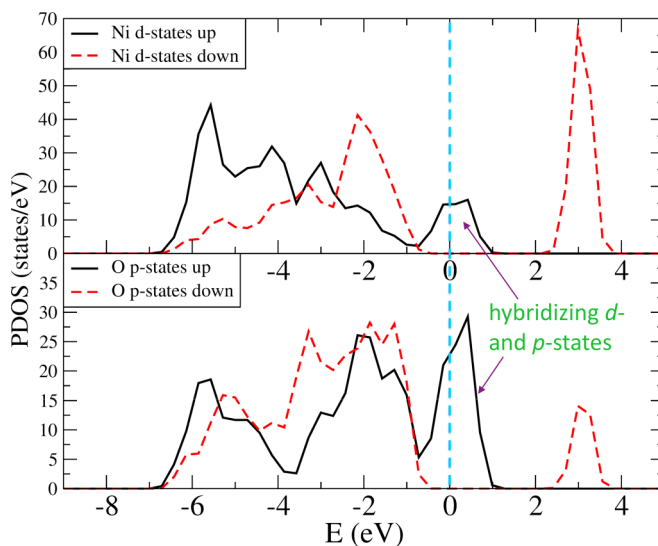 70
60
50
40
30
20
10
0
Ni d-states up
Ni d-states down
PDOS (states/eV)
35
30
25
20
15
10
5
0
O p-states up
O p-states down
hybridizing d-
and p-states
-8 -6 -4 -2 0 2 4
E (eV)